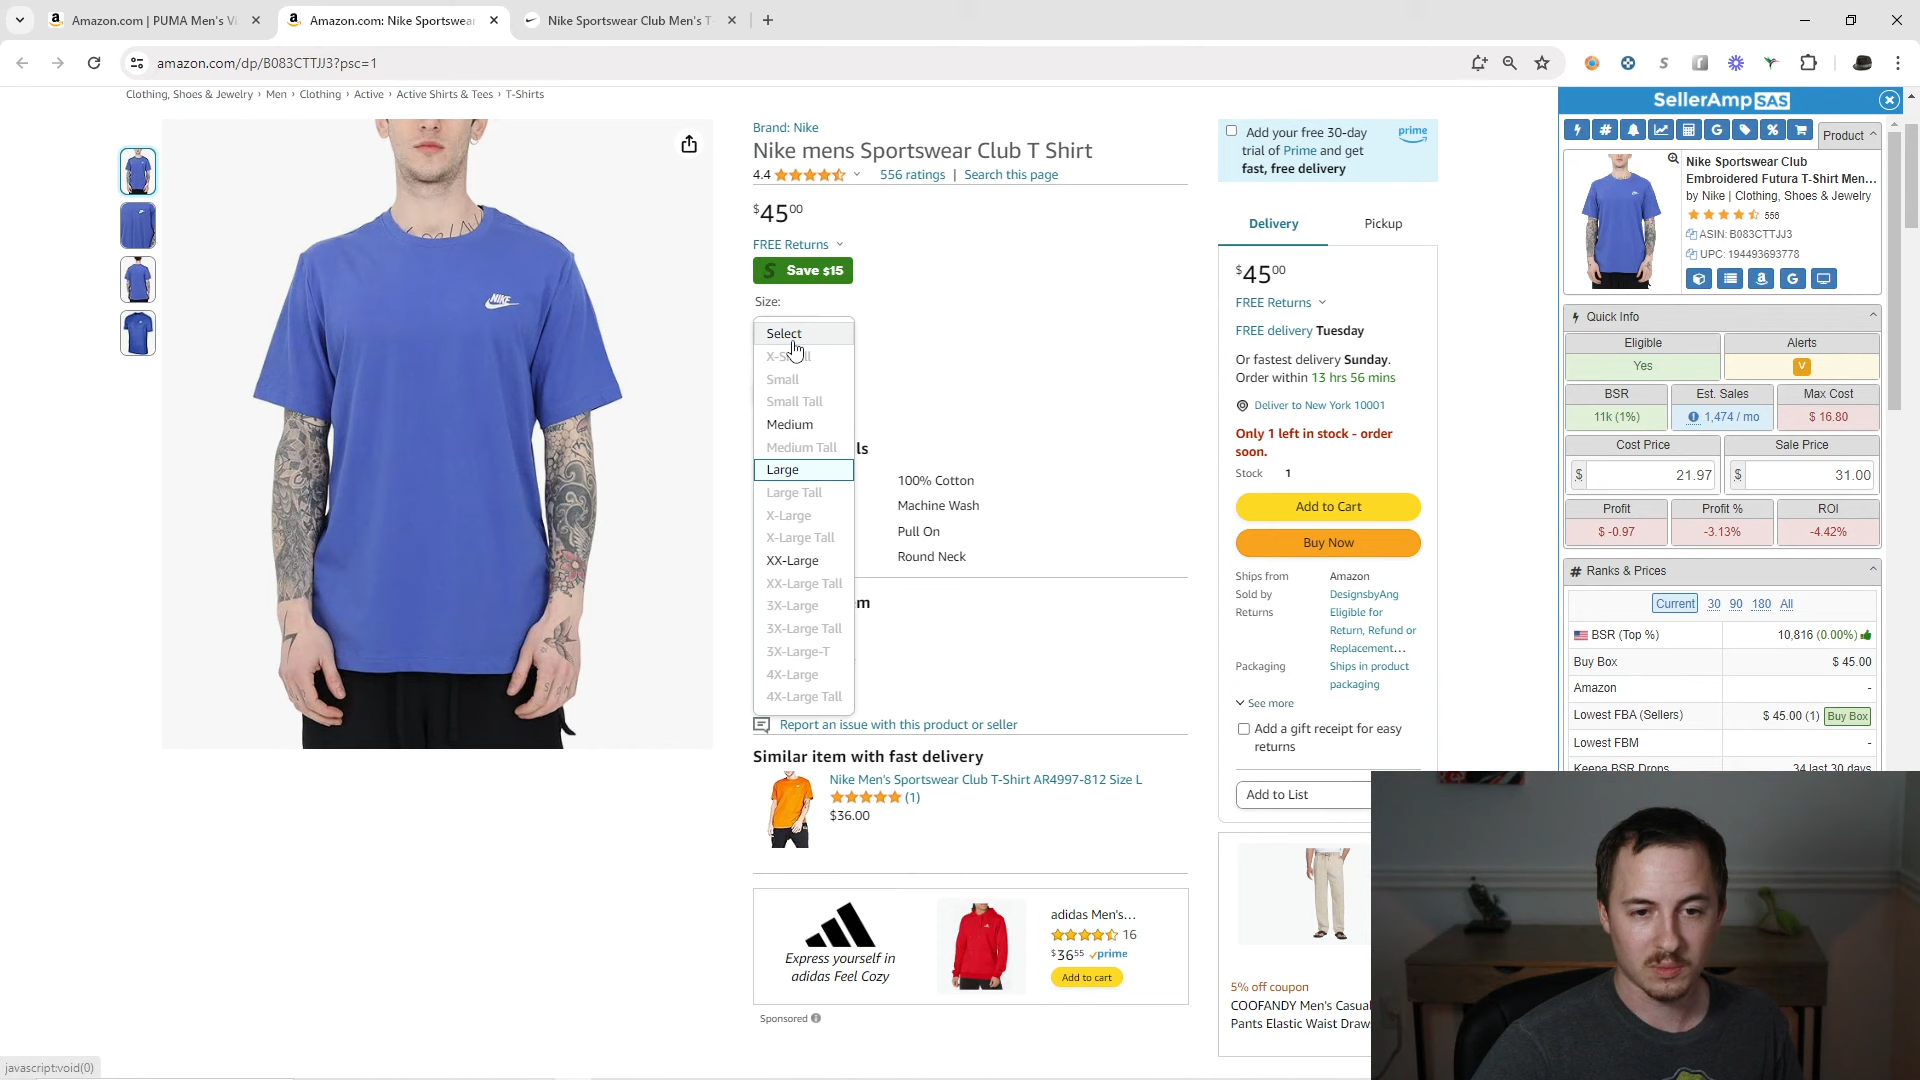 Amazon.com | PUMA Men's Vi
Amazon.com: Nike Sportswear
Nike Sportswear Club Men's T-
amazon.com/dp/B083CTTJJ3?psc=1
Clothing, Shoes & Jewelry › Men › Clothing › Active › Active Shirts & Tees › T-Shirts
NIKE
Brand: Nike
Nike mens Sportswear Club T Shirt
4.4 556 ratings | Search this page
$4500
FREE Returns
S Save $15
Size:
Select
Small
Small Tall
Medium
Medium Tall
Large
Large Tall
X-Large
X-Large Tall
XX-Large
XX-Large Tall
3X-Large
3X-Large Tall
3X-Large-T
4X-Large
4X-Large Tall
100% Cotton
Machine Wash
Pull On
Round Neck
Report an issue with this product or seller
Similar item with fast delivery
Nike Men's Sportswear Club T-Shirt AR4997-812 Size L
(1)
$36.00
Express yourself in
adidas Feel Cozy
adidas Men's...
16
$3655 prime
Add to cart
Sponsored
Add your free 30-day
trial of Prime and get
fast, free delivery
prime
Delivery Pickup
$4500
FREE Returns
FREE delivery Tuesday
Or fastest delivery Sunday.
Order within 13 hrs 56 mins
Deliver to New York 10001
Only 1 left in stock - order
soon.
Stock 1
Add to Cart
Buy Now
Ships from Amazon
Sold by DesignsbyAng
Returns Eligible for
Return, Refund or
Replacement...
Packaging Ships in product
packaging
See more
Add a gift receipt for easy
returns
Add to List
5% off coupon
COOFANDY Men's Casual
Pants Elastic Waist Draw
SellerAmp SAS
Product
Nike Sportswear Club
Embroidered Futura T-Shirt Men...
by Nike | Clothing, Shoes & Jewelry
556
ASIN: B083CTTJJ3
UPC: 194493693778
Quick Info
Eligible Alerts
Yes V
BSR Est. Sales Max Cost
11k (1%) 1,474 / mo $ 16.80
Cost Price Sale Price
$ 21.97 $ 31.00
Profit Profit % ROI
$ -0.97 -3.13% -4.42%
# Ranks & Prices
Current 30 90 180 All
BSR (Top %) 10,816 (0.00%)
Buy Box $ 45.00
Amazon -
Lowest FBA (Sellers) $ 45.00 (1) Buy Box
Lowest FBM -
Keepa BSR Drops 34 last 30 days
javascript:void(0)